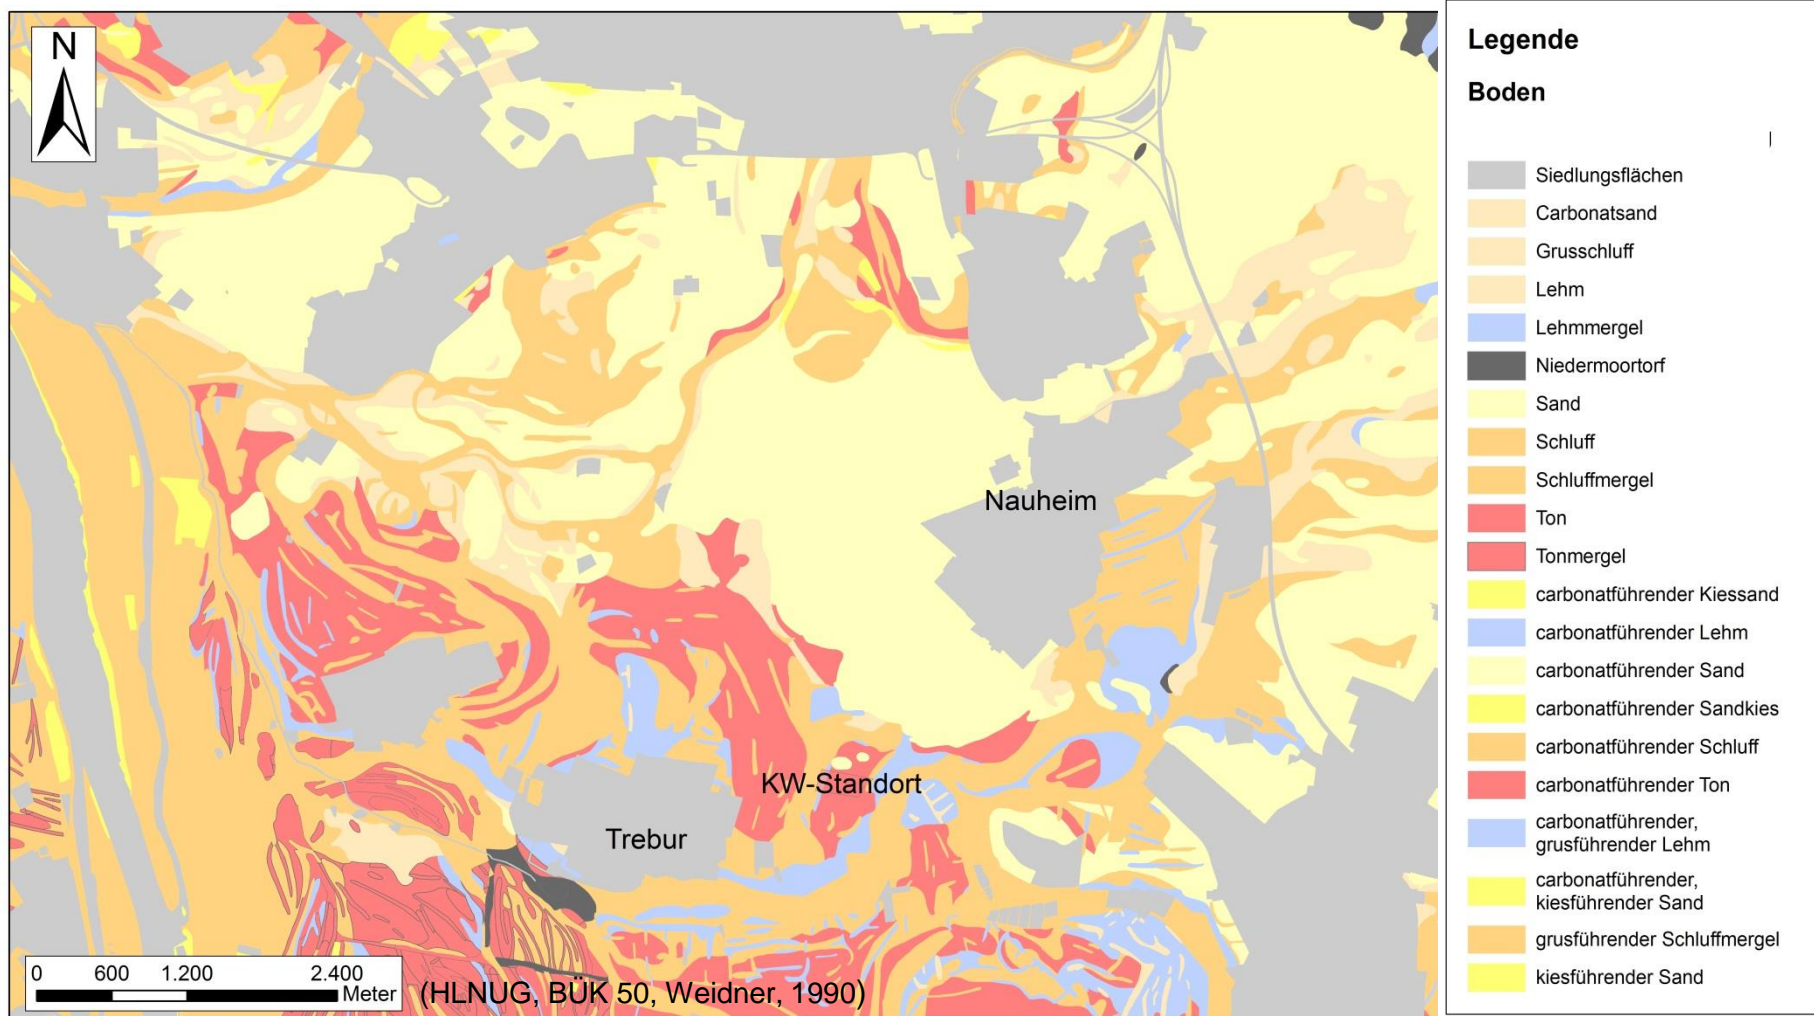 N
Nauheim
KW-Standort
Trebur
0 600 1.200 2.400
Meter
(HLNUG, BÜK 50, Weidner, 1990)
Legende
Boden
Siedlungsflächen
Carbonatsand
Grusschluff
Lehm
Lehmmergel
Niedermoortorf
Sand
Schluff
Schluffmergel
Ton
Tonmergel
carbonatführender Kiessand
carbonatführender Lehm
carbonatführender Sand
carbonatführender Sandkies
carbonatführender Schluff
carbonatführender Ton
carbonatführender,
grusführender Lehm
carbonatführender,
kiesführender Sand
grusführender Schluffmergel
kiesführender Sand